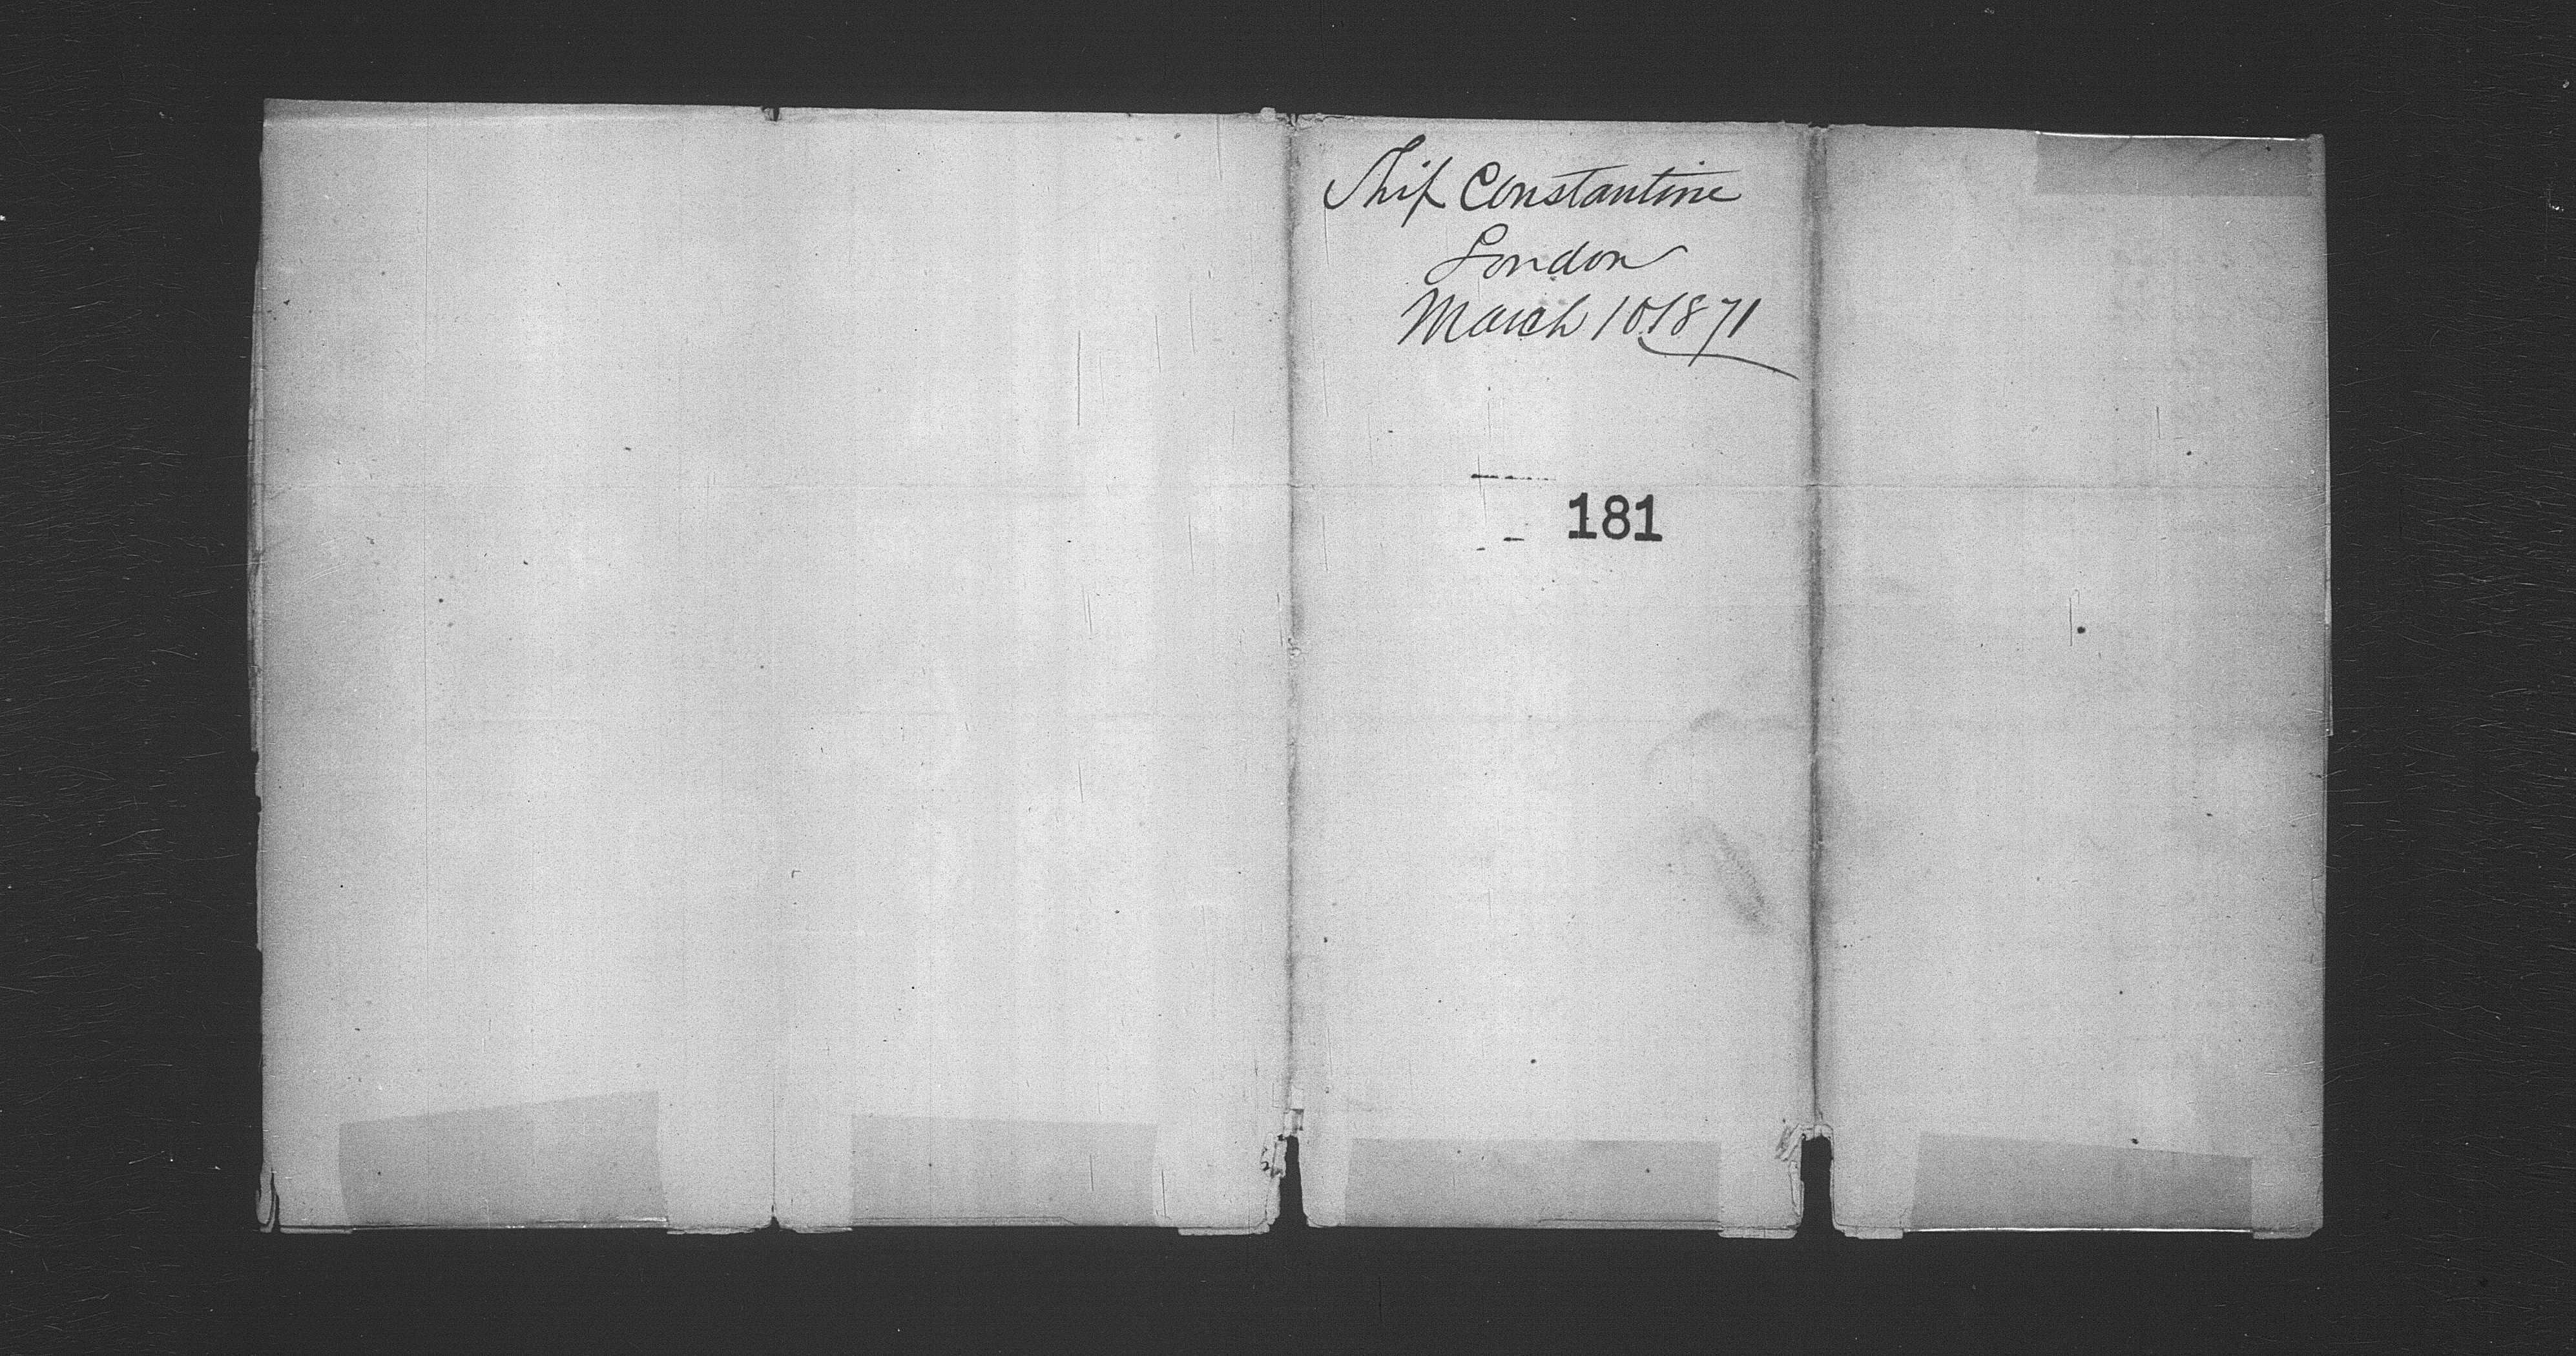 Ship Constantine
London
March 10 1871
181